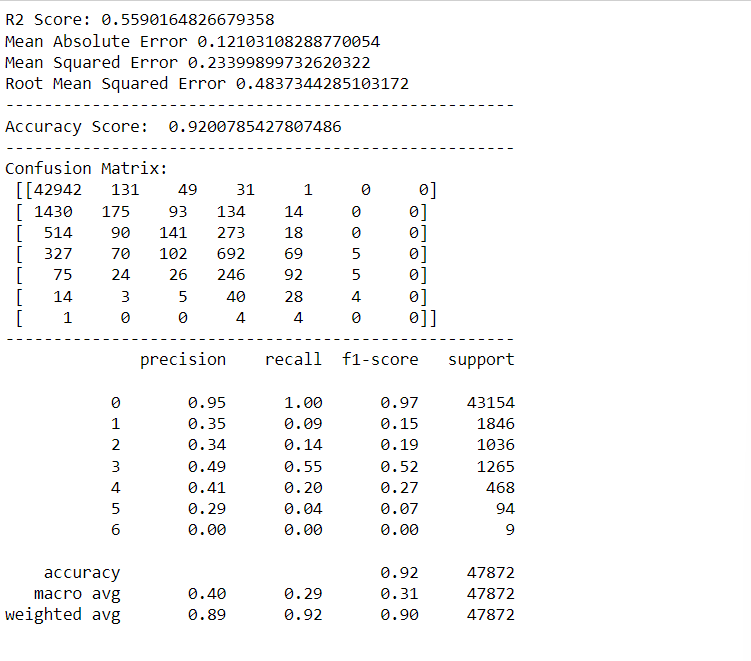 R2 Score: 0.5590164826679358
Mean Absolute Error 0.12103108288770054
Mean Squared Error 0.23399899732620322
Root Mean Squared Error 0.4837344285103172
-----------------------------------------------------
Accuracy Score:  0.9200785427807486
-----------------------------------------------------
Confusion Matrix:
 [[42942   131    49    31     1     0     0]
 [ 1430   175    93   134    14     0     0]
 [  514    90   141   273    18     0     0]
 [  327    70   102   692    69     5     0]
 [   75    24    26   246    92     5     0]
 [   14     3     5    40    28     4     0]
 [    1     0     0     4     4     0     0]]
-----------------------------------------------------
              precision    recall  f1-score   support

           0       0.95      1.00      0.97     43154
           1       0.35      0.09      0.15      1846
           2       0.34      0.14      0.19      1036
           3       0.49      0.55      0.52      1265
           4       0.41      0.20      0.27       468
           5       0.29      0.04      0.07        94
           6       0.00      0.00      0.00         9

    accuracy                           0.92     47872
   macro avg       0.40      0.29      0.31     47872
weighted avg       0.89      0.92      0.90     47872